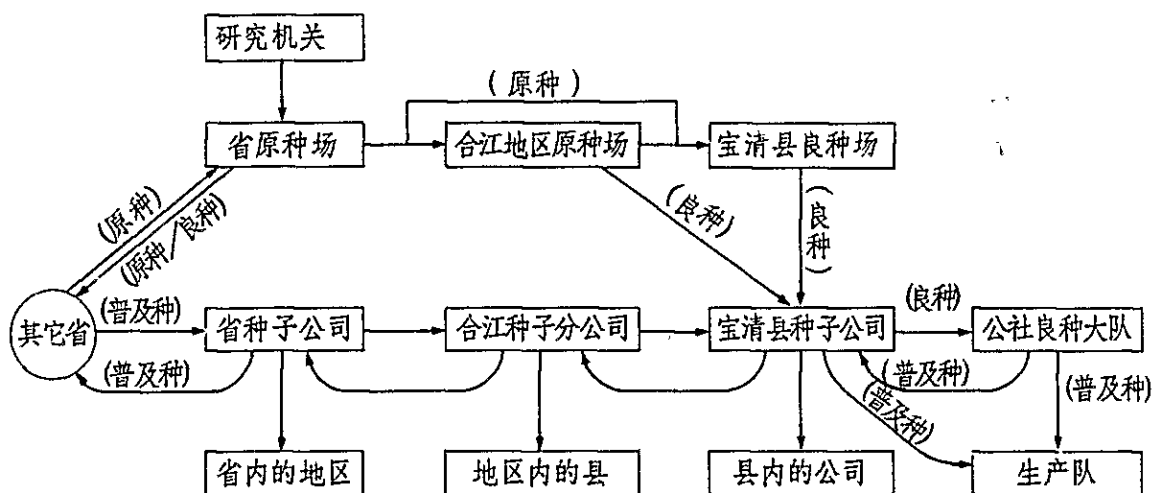 研究机关
(原种)
省原种场
合江地区原种场
宝清县良种场
(原种)
(原种/良种)
(良种)
(良种)
其它省
(普及种)
省种子公司
合江种子分公司
宝清县种子公司
(良种)
公社良种大队
(普及种)
(普及种)
(普及种)
(普及种)
省内的地区
地区内的县
县内的公司
生产队